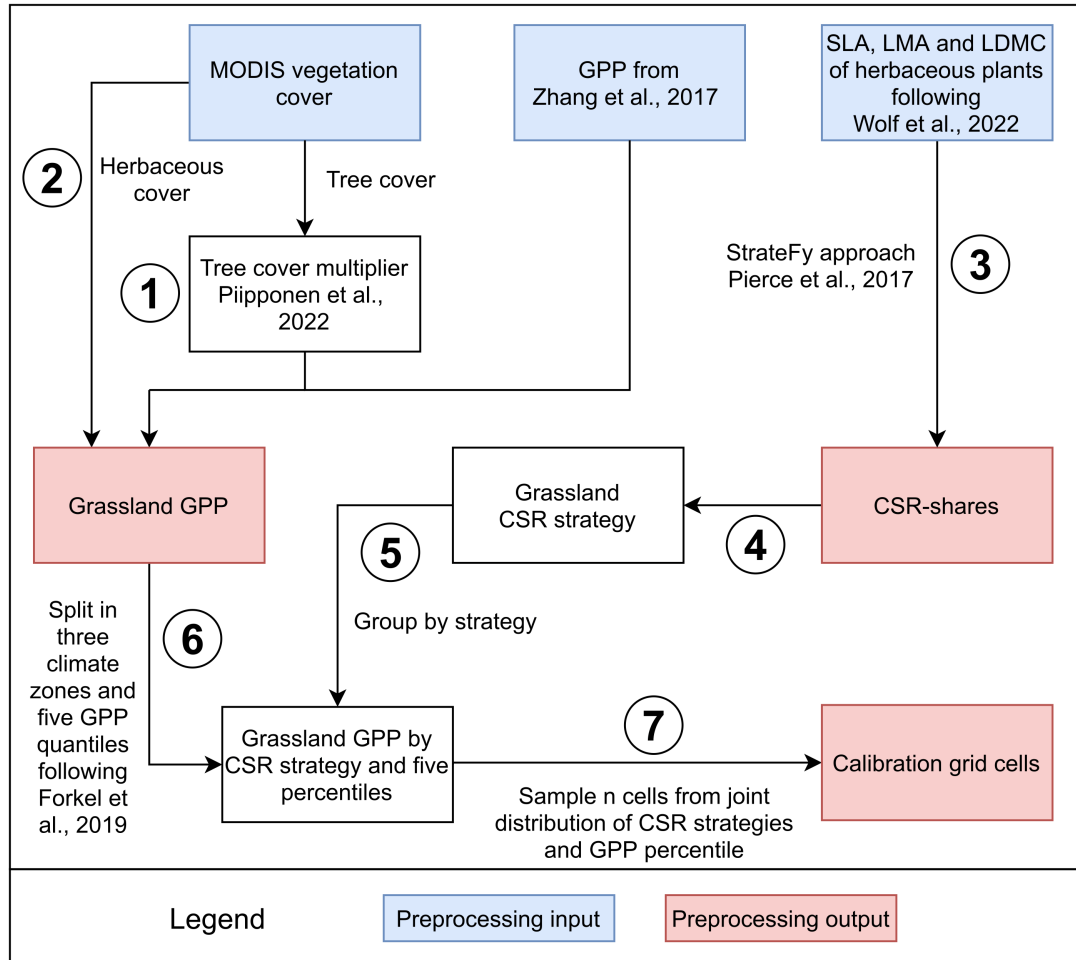 MODIS vegetation
cover
GPP from
Zhang et al., 2017
SLA, LMA and LDMC
of herbaceous plants
following
Wolf et al., 2022
2
Herbaceous
cover
Tree cover
1
Tree cover multiplier
Piipponen et al.,
2022
StrateFy approach
Pierce et al., 2017
3
Grassland GPP
Grassland
CSR strategy
CSR-shares
4
5
Group by strategy
Split in
three
climate
zones and
five GPP
quantiles
following
Forkel et
al., 2019
6
Grassland GPP by
CSR strategy and five
percentiles
7
Sample n cells from joint
distribution of CSR strategies
and GPP percentile
Calibration grid cells
Legend
Preprocessing input
Preprocessing output